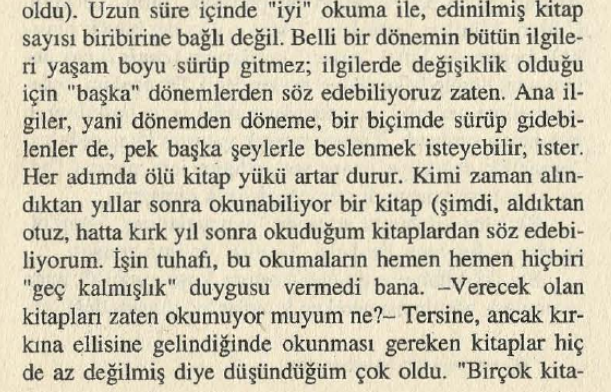 oldu). Uzun süre içinde "iyi" okuma ile, edinilmiş kitap
sayısı biribirine bağlı değil. Belli bir dönemin bütün ilgile-
ri yaşam boyu sürüp gitmez; ilgilerde değişiklik olduğu
için "başka" dönemlerden söz edebiliyoruz zaten. Ana il-
giler, yani dönemden döneme, bir biçimde sürüp gidebi-
lenler de, pek başka şeylerle beslenmek isteyebilir, ister.
Her adımda ölü kitap yükü artar durur. Kimi zaman alın-
dıktan yıllar sonra okunabiliyor bir kitap (şimdi, aldıktan
otuz, hatta kırk yıl sonra okuduğum kitaplardan söz edebi-
liyorum. İşin tuhafı, bu okumaların hemen hemen hiçbiri
"geç kalmışlık" duygusu vermedi bana. –Verecek olan
kitapları zaten okumuyor muyum ne?– Tersine, ancak kır-
kına ellisine gelindiğinde okunması gereken kitaplar hiç
de az değilmiş diye düşündüğüm çok oldu. "Birçok kita-